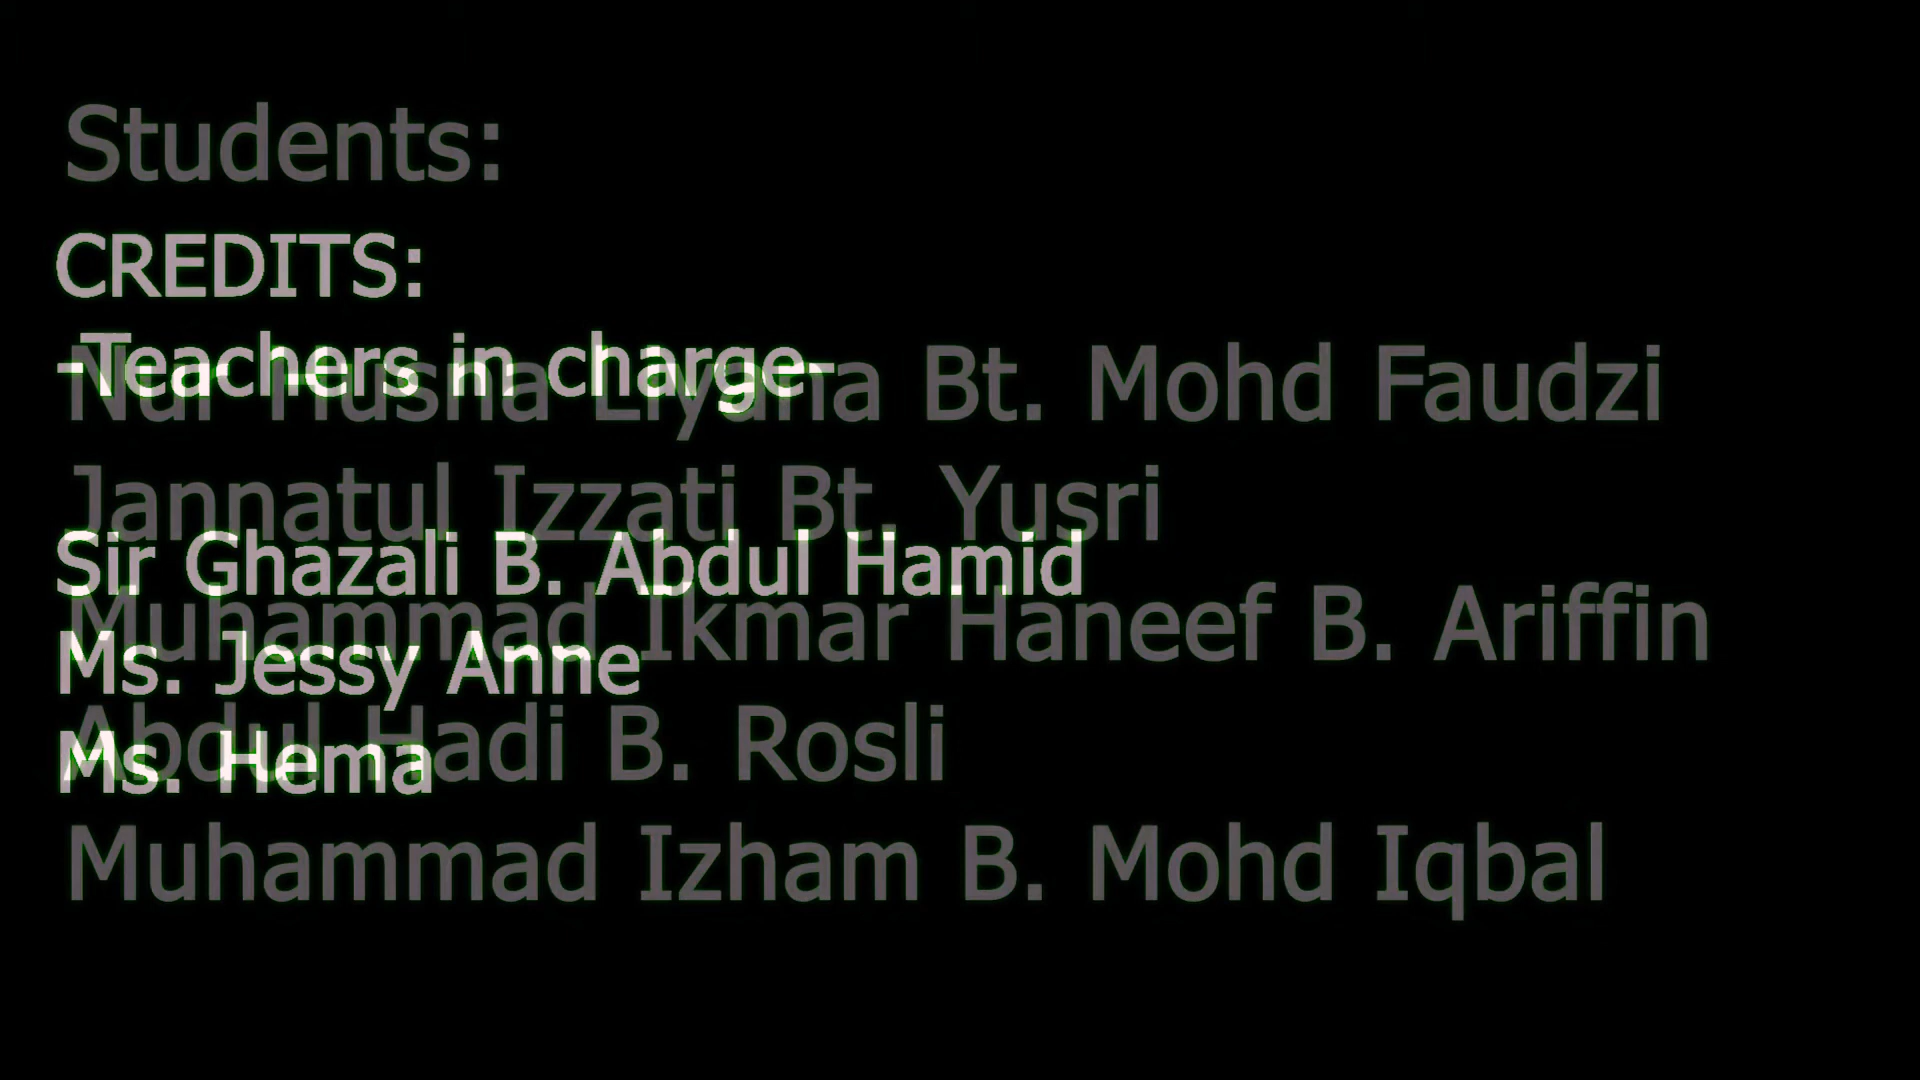 Students:
CREDITS:
-Teachers in charge-
Nur Husna Liyana Bt. Mohd Faudzi
Jannatul Izzati Bt. Yusri
Sir Ghazali B. Abdul Hamid
Muhammad Ikmar Haneef B. Ariffin
Ms. Jessy Anne
Abdul Hadi B. Rosli
Ms. Hema
Muhammad Izham B. Mohd Iqbal